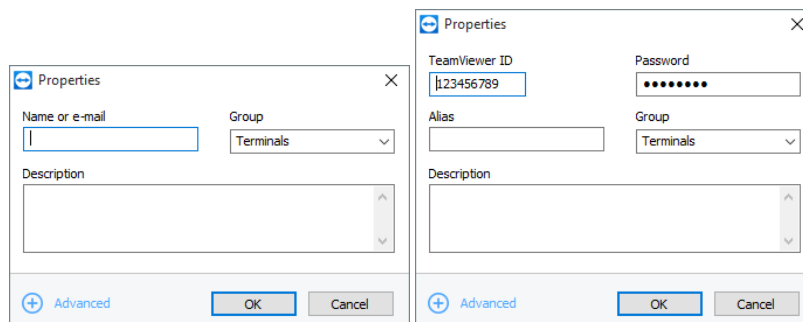 Properties
Name or e-mail Group
Terminals
Description
Advanced OK Cancel
Properties
TeamViewer ID Password
123456789 ••••••••
Alias Group
Terminals
Description
Advanced OK Cancel